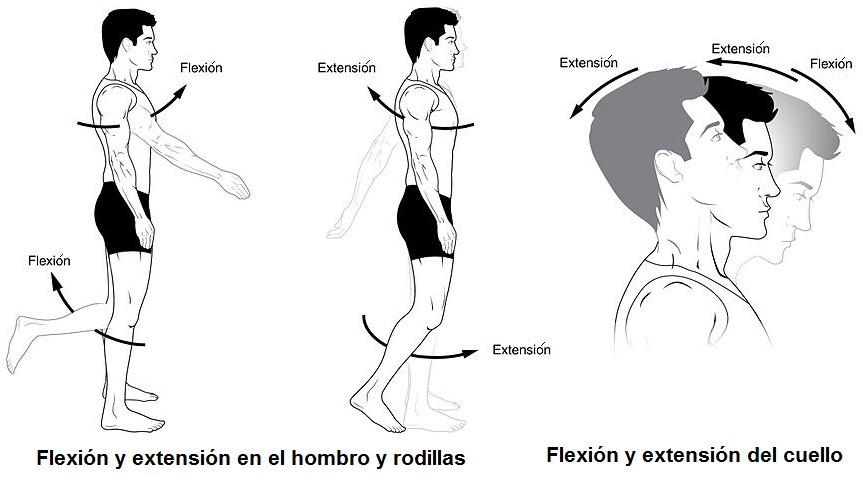 Flexión
Extensión
Extensión
Extensión
Flexión
Flexión
Extensión
Flexión y extensión en el hombro y rodillas
Flexión y extensión del cuello